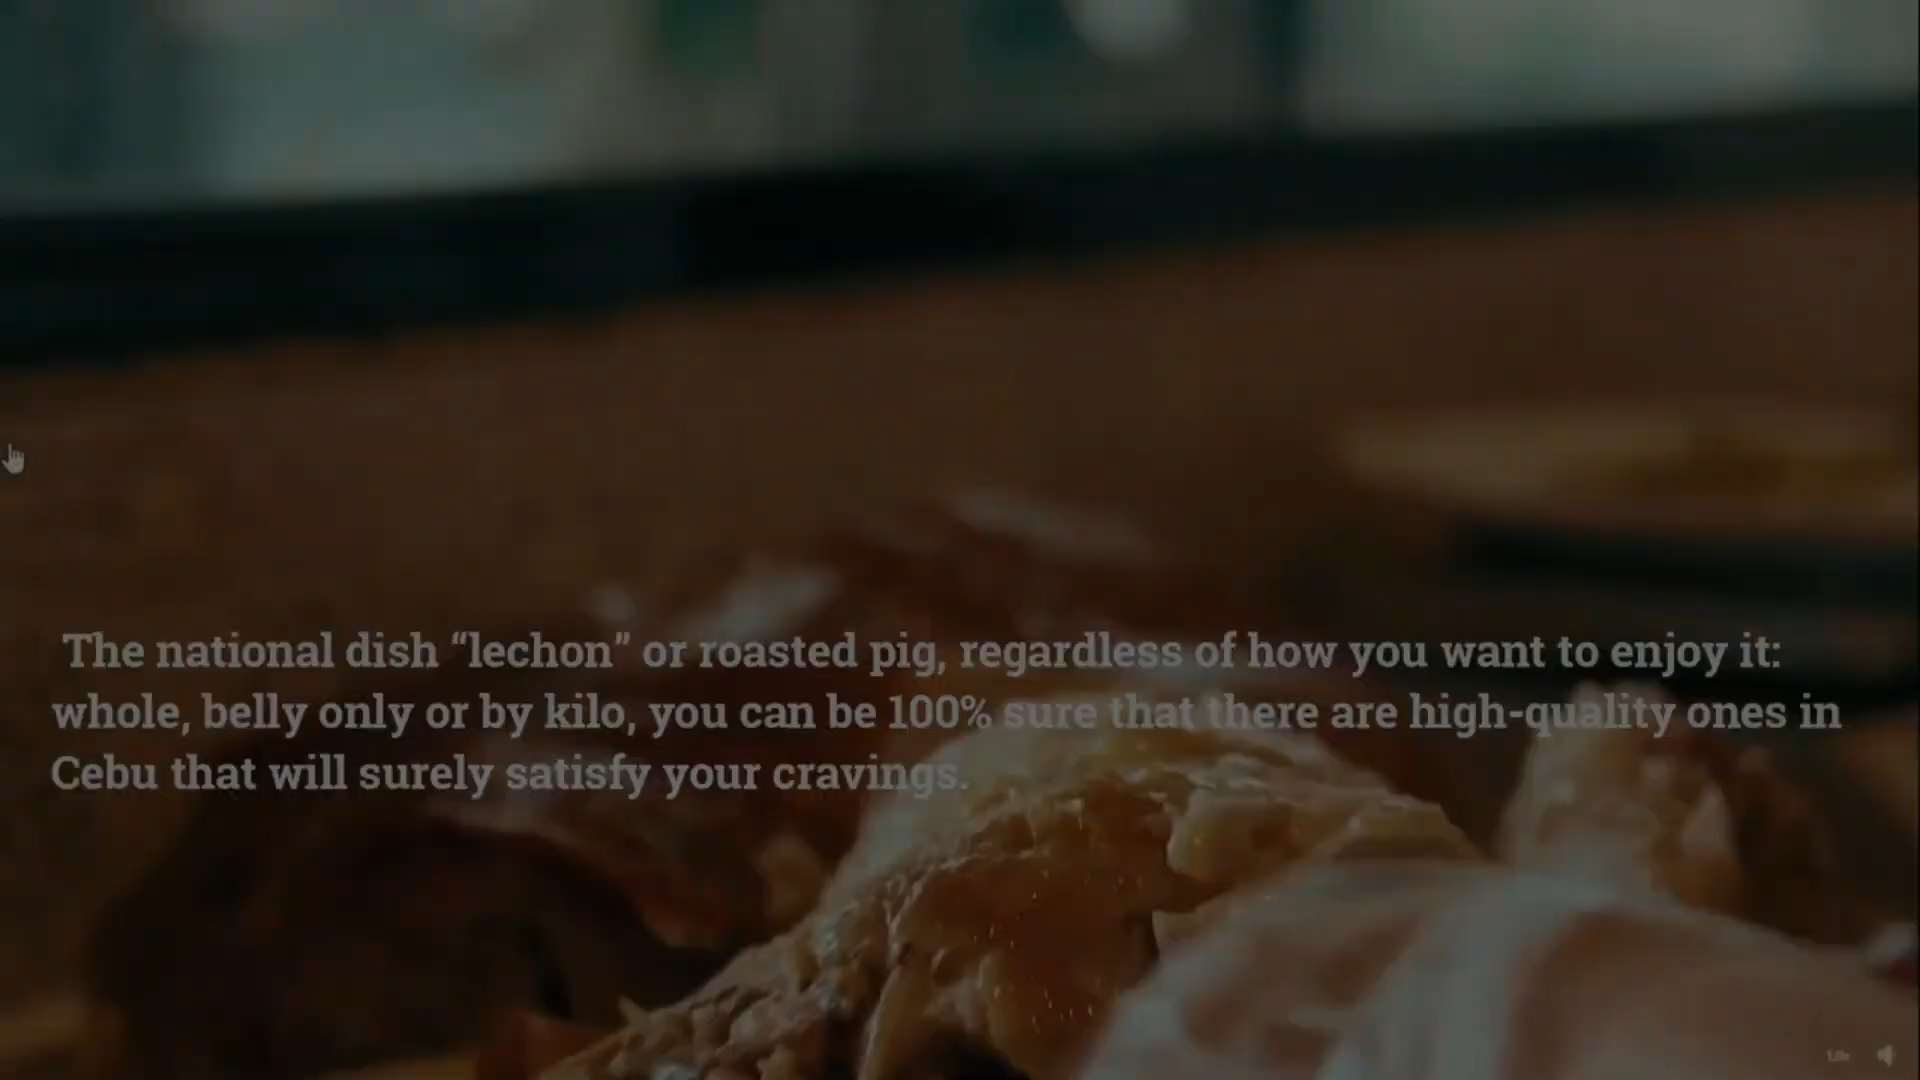 The national dish “lechon” or roasted pig, regardless of how you want to enjoy it:
whole, belly only or by kilo, you can be 100% sure that there are high-quality ones in
Cebu that will surely satisfy your cravings.